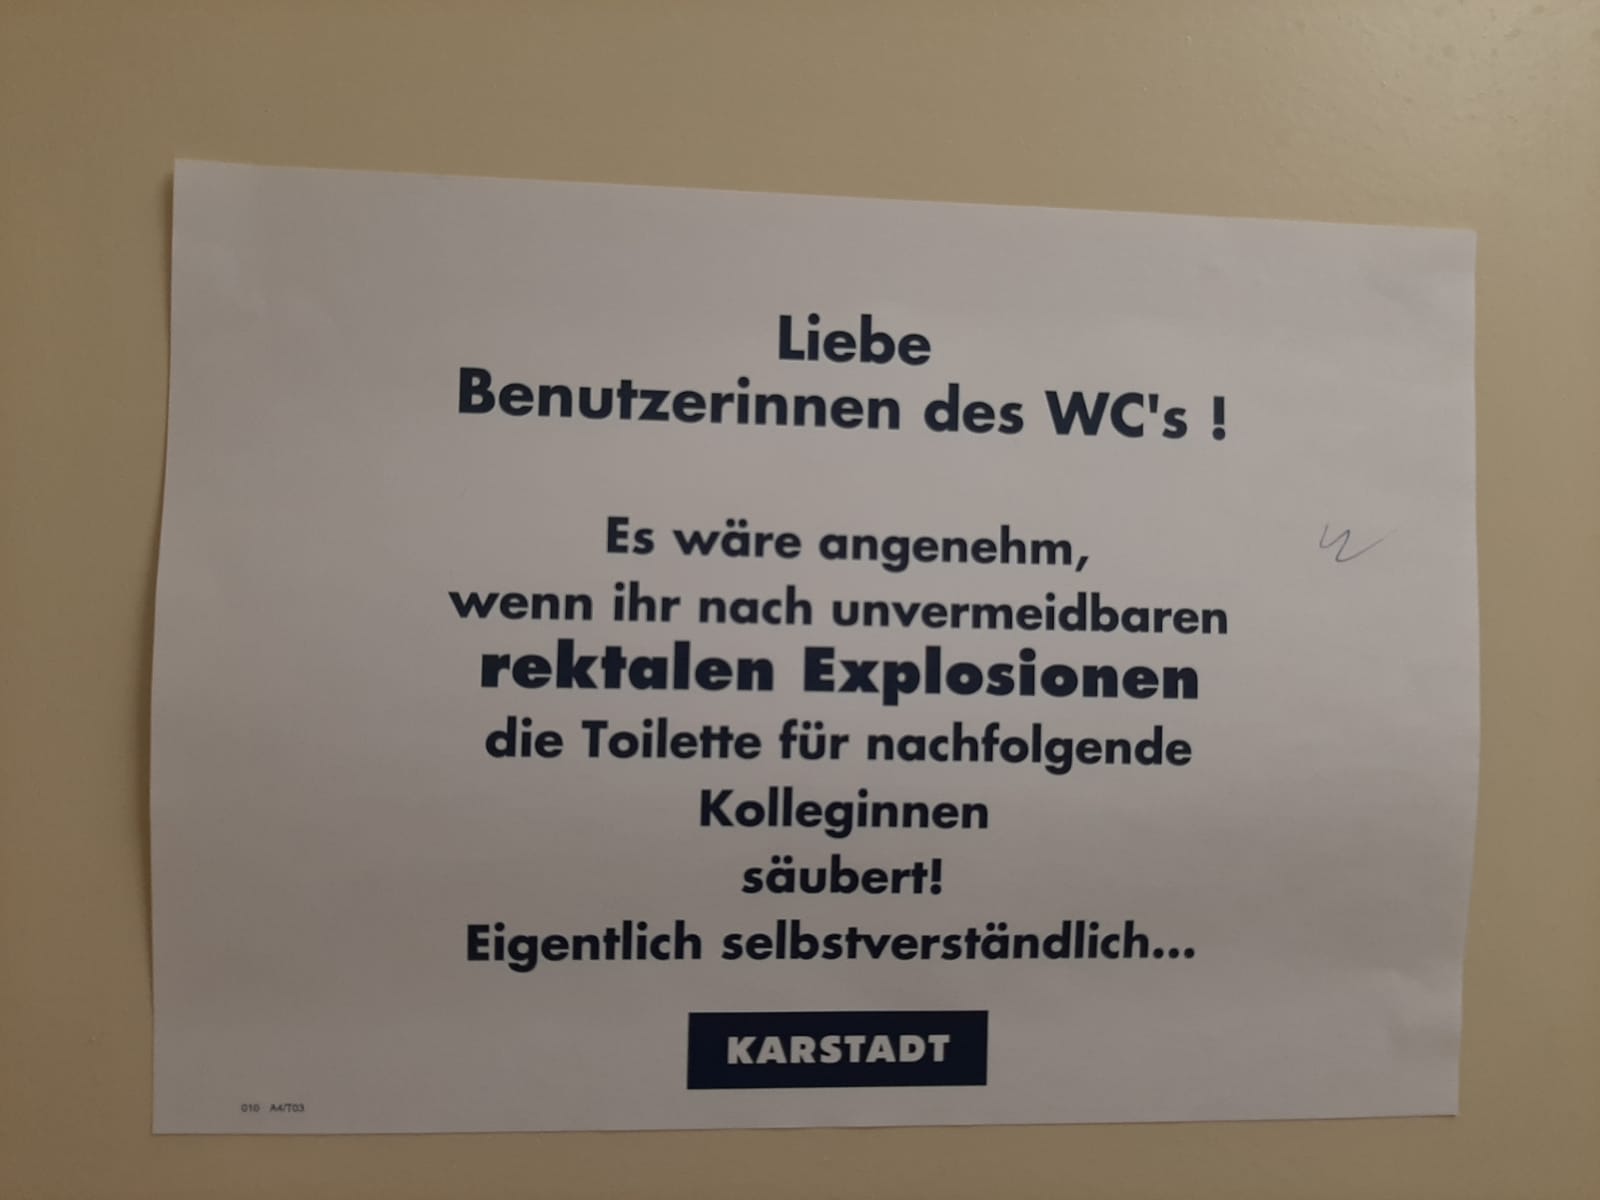 Liebe
Benutzerinnen des WC's !
Es wäre angenehm,
wenn ihr nach unvermeidbaren
rektalen Explosionen
die Toilette für nachfolgende
Kolleginnen
säubert!
Eigentlich selbstverständlich...
KARSTADT
010 A4/T03